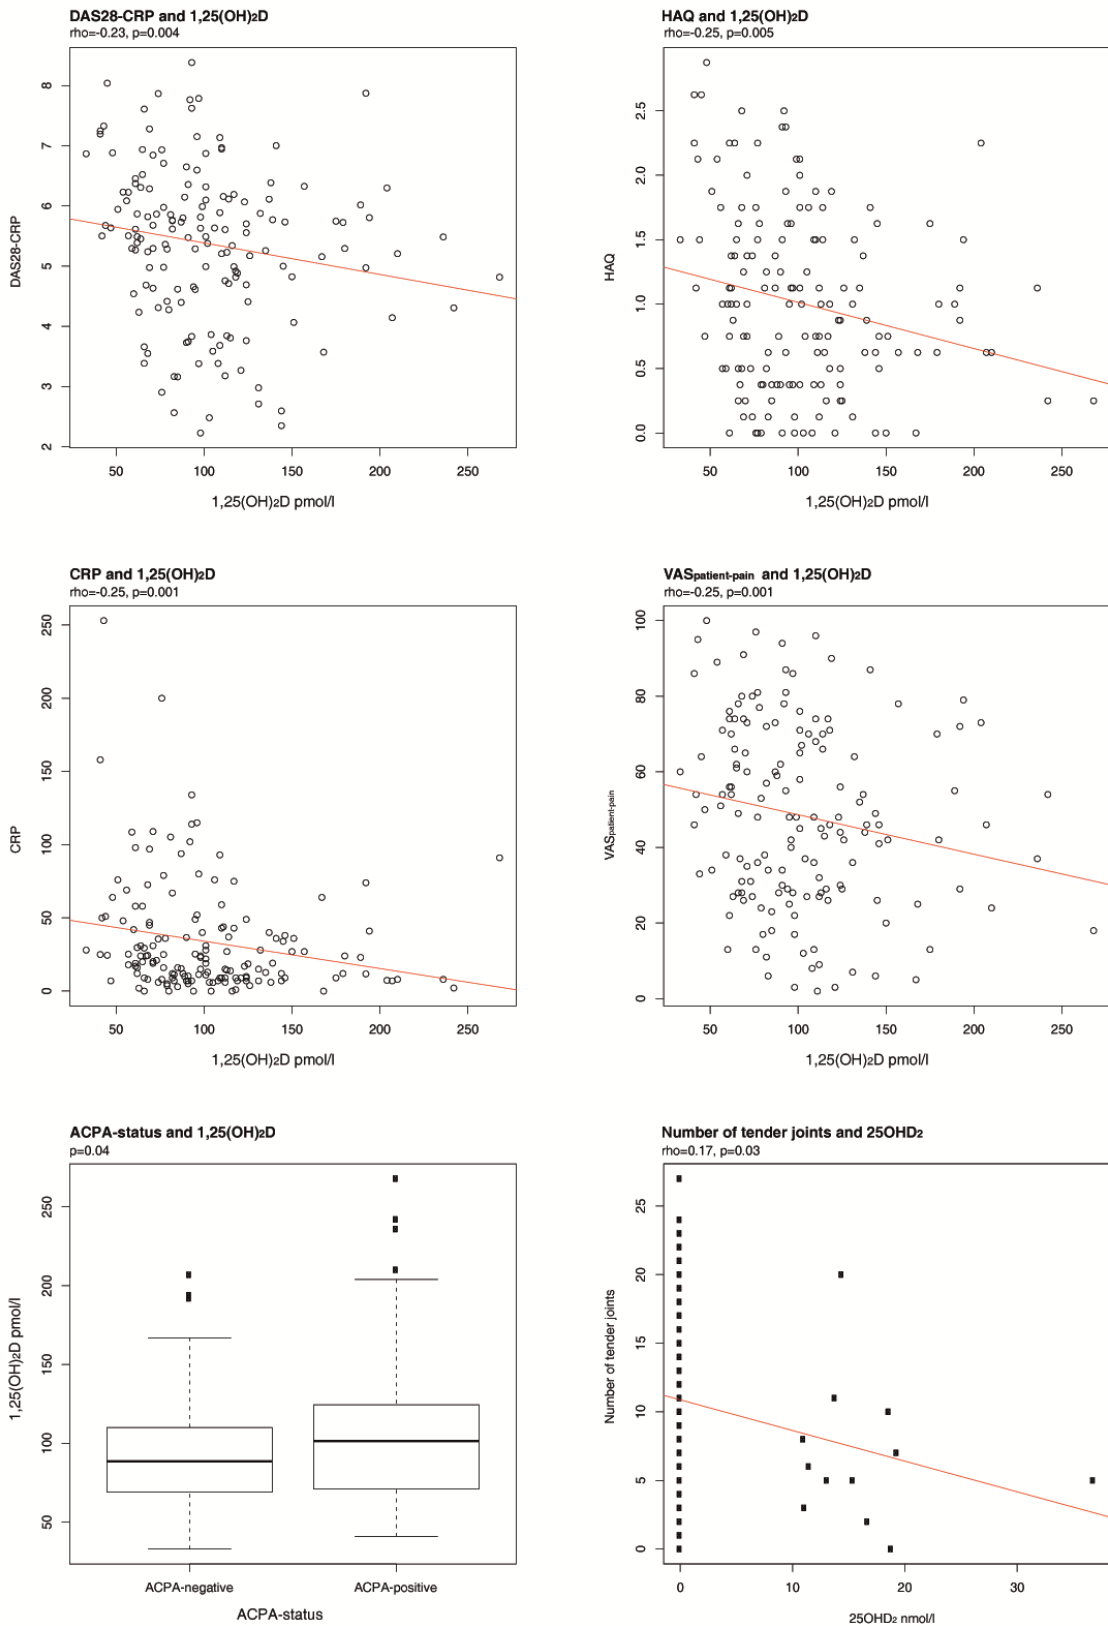 DAS28-CRP and 1,25(OH)2D
rho=-0.23, p=0.004
DAS28-CRP
8
7
6
5
4
3
2
50 100 150 200 250
1,25(OH)2D pmol/l
HAQ and 1,25(OH)2D
rho=-0.25, p=0.005
HAQ
2.5
2.0
1.5
1.0
0.5
0.0
50 100 150 200 250
1,25(OH)2D pmol/l
CRP and 1,25(OH)2D
rho=-0.25, p=0.001
CRP
250
200
150
100
50
0
50 100 150 200 250
1,25(OH)2D pmol/l
VASpatient-pain and 1,25(OH)2D
rho=-0.25, p=0.001
VASpatient-pain
100
80
60
40
20
0
50 100 150 200 250
1,25(OH)2D pmol/l
ACPA-status and 1,25(OH)2D
p=0.04
1,25(OH)2D pmol/l
250
200
150
100
50
ACPA-negative ACPA-positive
ACPA-status
Number of tender joints and 25OHD2
rho=0.17, p=0.03
Number of tender joints
25
20
15
10
5
0
0 10 20 30
25OHD2 nmol/l